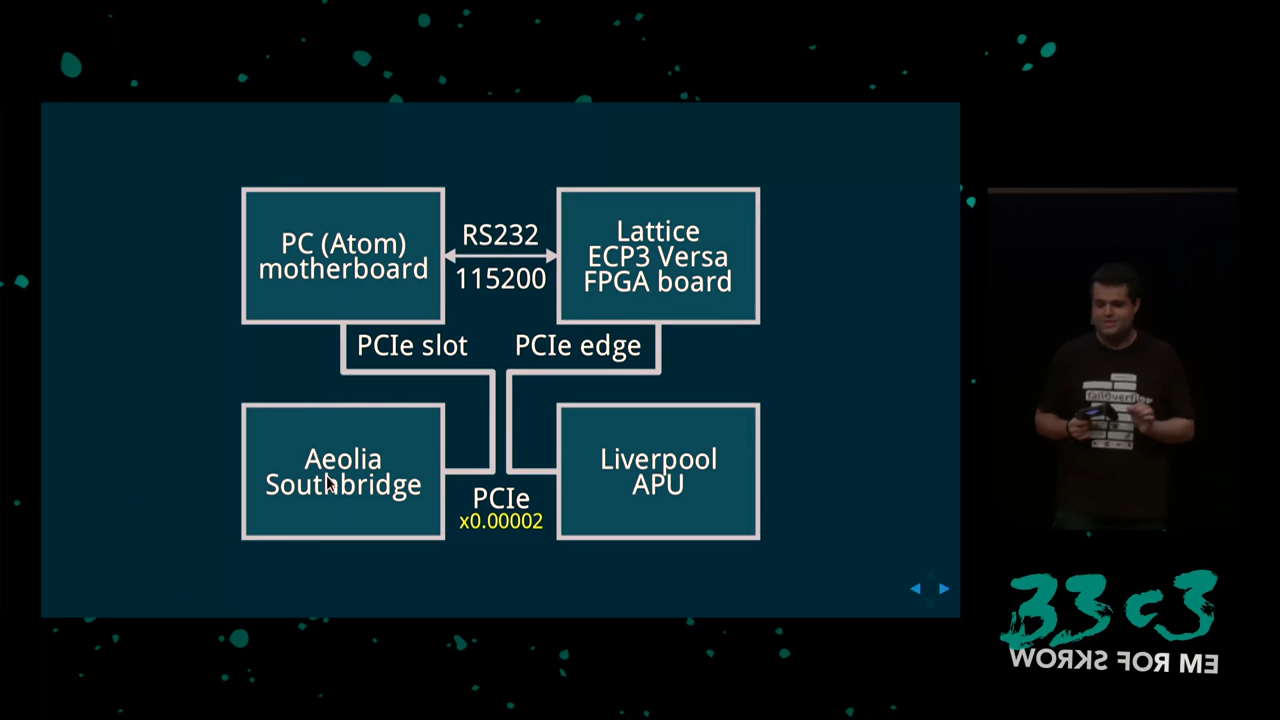 PC (Atom)
motherboard
RS232
115200
Lattice
ECP3 Versa
FPGA board
PCIe slot
PCIe edge
Aeolia
Southbridge
PCIe
x0.00002
Liverpool
APU
fail0verflow
33c3
WORKS FOR ME